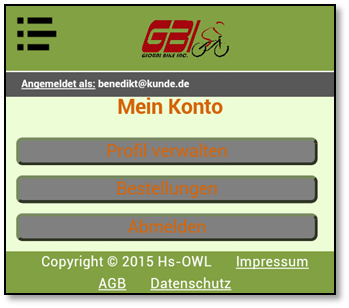 GBI
GLOBAL BIKE INC.
Angemeldet als: benedikt@kunde.de
Mein Konto
Profil verwalten
Bestellungen
Abmelden
Copyright © 2015 Hs-OWL Impressum
AGB Datenschutz